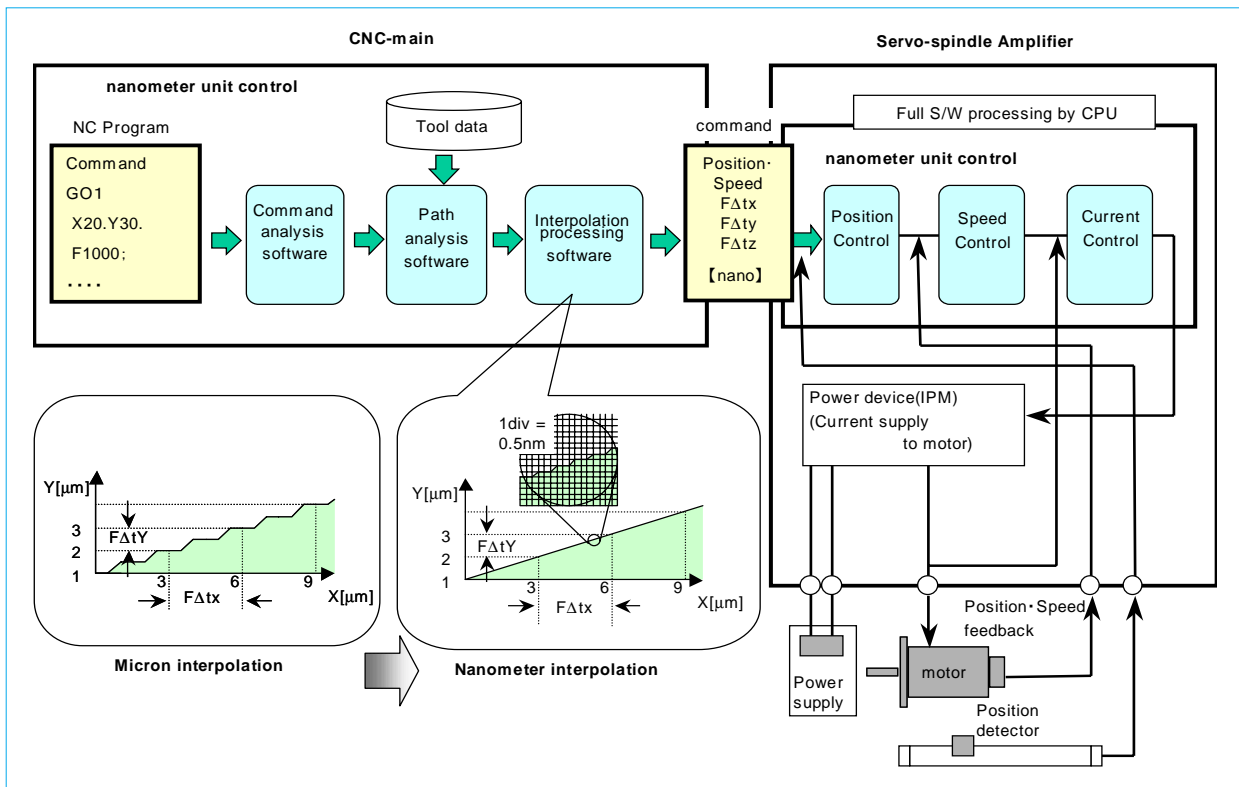 CNC-main
Servo-spindle Amplifier
nanometer unit control
NC Program
Command
GO1
X20.Y30.
F1000;
....
Tool data
Command
analysis
software
Path
analysis
software
Interpolation
processing
software
command
Position・
Speed
FΔtx
FΔty
FΔtz
【nano】
Full S/W processing by CPU
nanometer unit control
Position
Control
Speed
Control
Current
Control
Power device(IPM)
(Current supply
to motor)
Y[μm]
3
2
1
FΔtY
3
6
9
X[μm]
FΔtx
Micron interpolation
1div =
0.5nm
Y[μm]
3
2
1
FΔtY
3
6
9
X[μm]
FΔtx
Nanometer interpolation
Position・Speed
feedback
Power
supply
motor
Position
detector